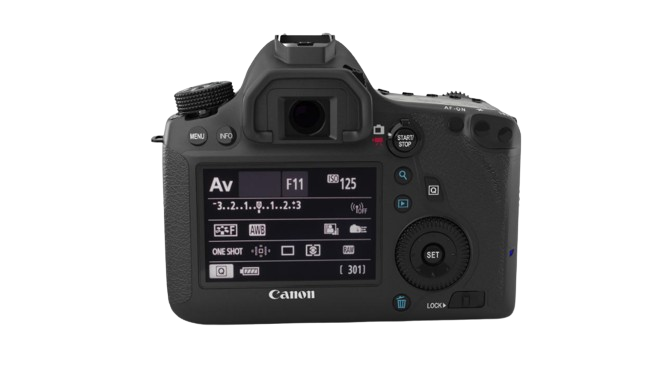 AF-ON
MENU INFO
START/
STOP
Av F11 ISO 125
-3..2..1..0..1..2.:3
OFF
AWB
ONE SHOT RAW
Q
Q [ 301]
SET
Canon
LOCK▶